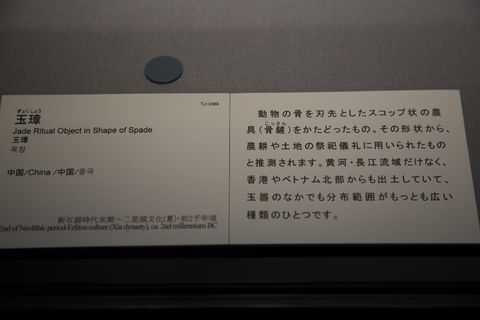 TJ-2469
ぎょくしょう
玉璋
Jade Ritual Object in Shape of Spade
玉璋
옥장
中国/China /中国/중국
新石器時代末期～二里頭文化(夏)・前2千年頃
End of Neolithic period-Erlitou culture (Xia dynasty), ca. 2nd millennium BC
動物の骨を刃先としたスコップ状の農
こっさん
具(骨鏟)をかたどったもの。その形状から、
農耕や土地の祭祀儀礼に用いられたもの
と推測されます。黄河・長江流域だけなく、
香港やベトナム北部からも出土していて、
玉器のなかでも分布範囲がもっとも広い
種類のひとつです。